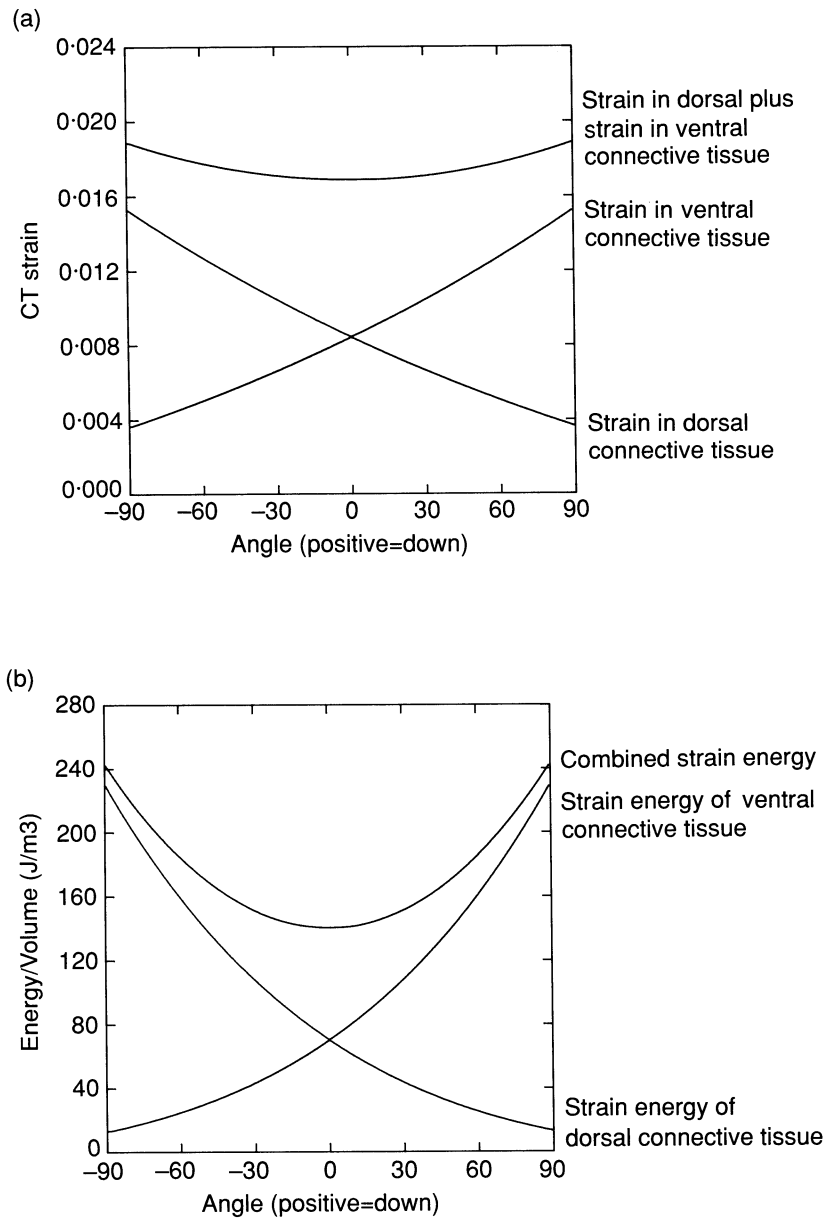 (a)
0·024
0·020
0·016
0·012
0·008
0·004
0·000
CT strain
–90 –60 –30 0 30 60 90
Angle (positive=down)
Strain in dorsal plus
strain in ventral
connective tissue
Strain in ventral
connective tissue
Strain in dorsal
connective tissue
(b)
280
240
200
160
120
80
40
0
Energy/Volume (J/m3)
–90 –60 –30 0 30 60 90
Angle (positive=down)
Combined strain energy
Strain energy of ventral
connective tissue
Strain energy of
dorsal connective tissue